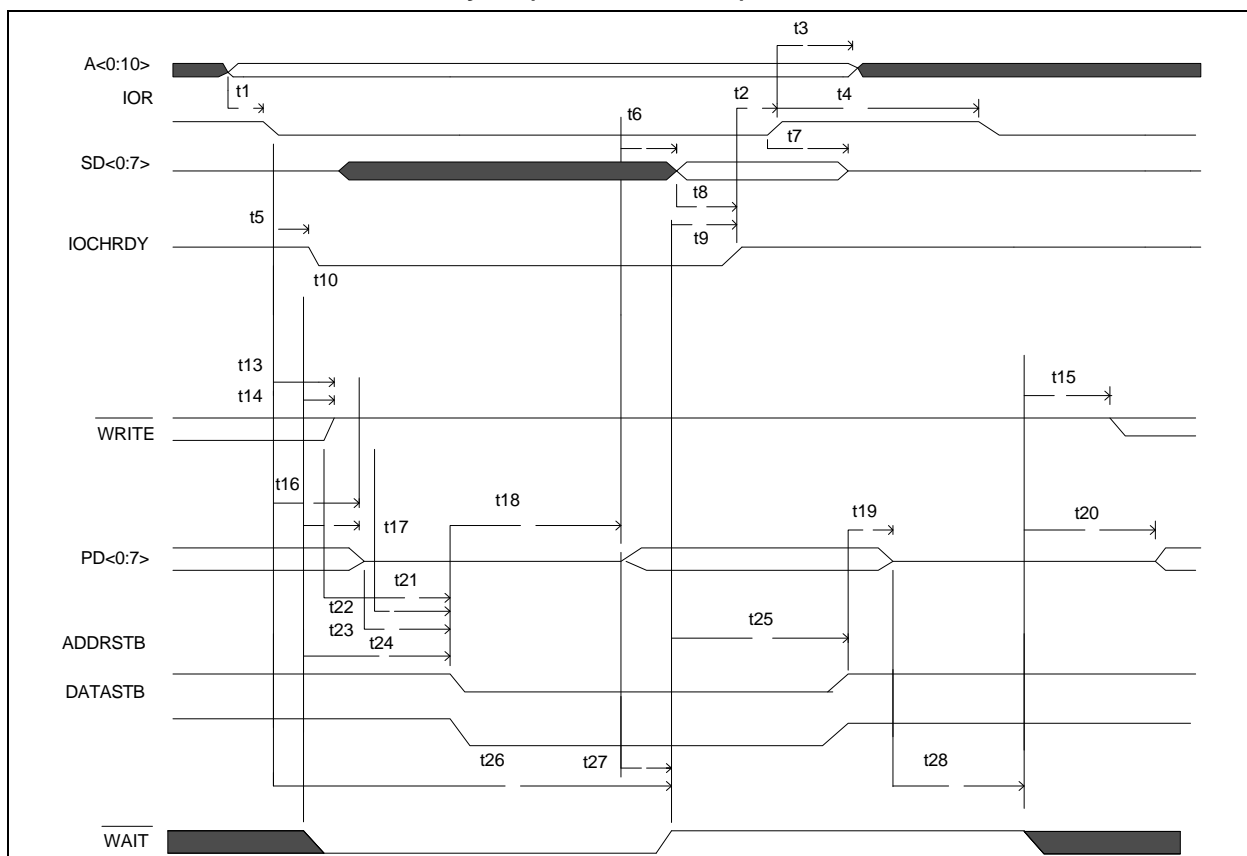 t3
A<0:10>
t1
t2
t4
IOR
t6
t7
SD<0:7>
t8
t5
t9
IOCHRDY
t10
t13
t15
t14
WRITE
t16
t18
t19
t17
t20
PD<0:7>
t21
t22
t23
t25
ADDRSTB
t24
DATASTB
t26
t27
t28
WAIT